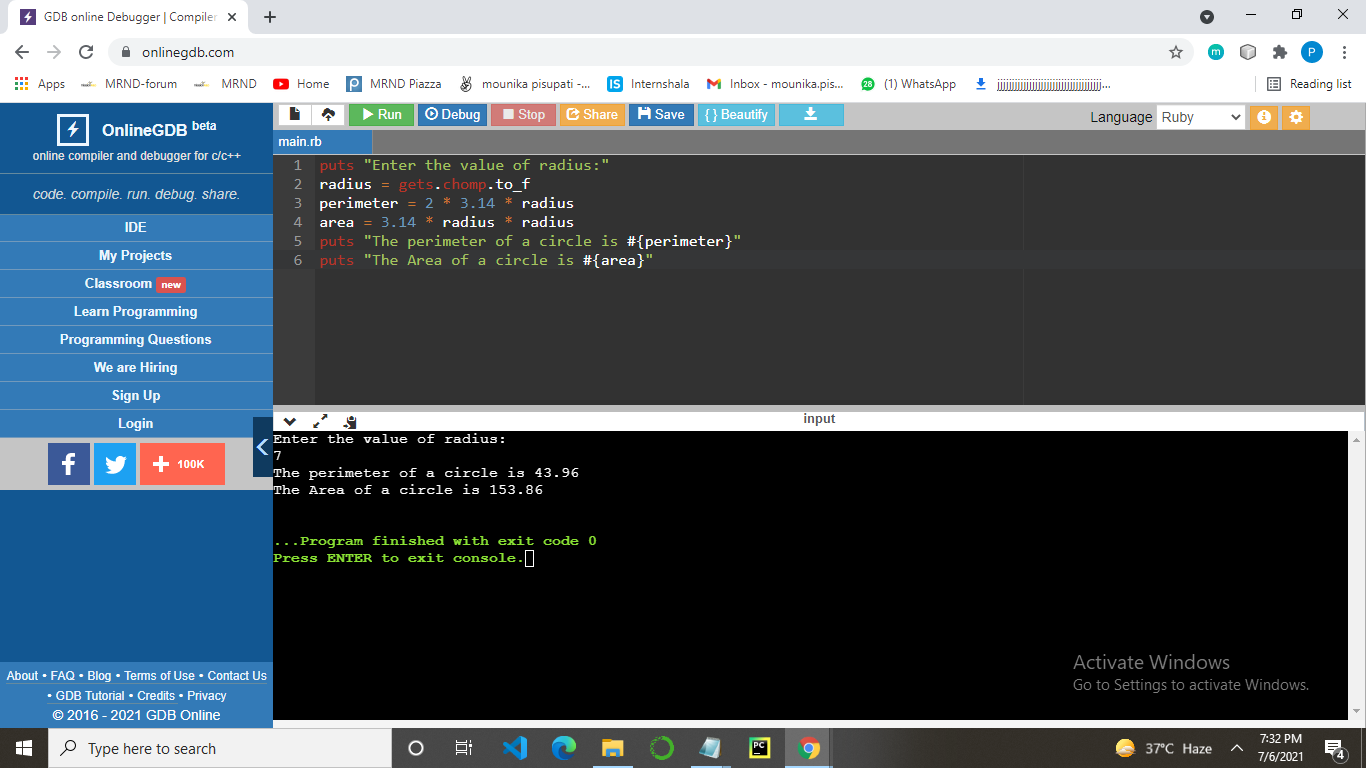 GDB online Debugger | Compiler
onlinegdb.com
P
Apps MRND-forum MRND Home MRND Piazza mounika pisupati -... Internshala Inbox - mounika.pis... (1) WhatsApp Reading list
OnlineGDB beta
online compiler and debugger for c/c++
code. compile. run. debug. share.
IDE
My Projects
Classroom new
Learn Programming
Programming Questions
We are Hiring
Sign Up
Login
f + 100K
About • FAQ • Blog • Terms of Use • Contact Us
• GDB Tutorial • Credits • Privacy
© 2016 - 2021 GDB Online
Run Debug Stop Share Save { } Beautify Language Ruby
main.rb
1 puts "Enter the value of radius:"
2 radius = gets.chomp.to_f
3 perimeter = 2 * 3.14 * radius
4 area = 3.14 * radius * radius
5 puts "The perimeter of a circle is #{perimeter}"
6 puts "The Area of a circle is #{area}"
input
Enter the value of radius:
7
The perimeter of a circle is 43.96
The Area of a circle is 153.86
...Program finished with exit code 0
Press ENTER to exit console.
Activate Windows
Go to Settings to activate Windows.
Type here to search
37°C Haze
7:32 PM
7/6/2021
4